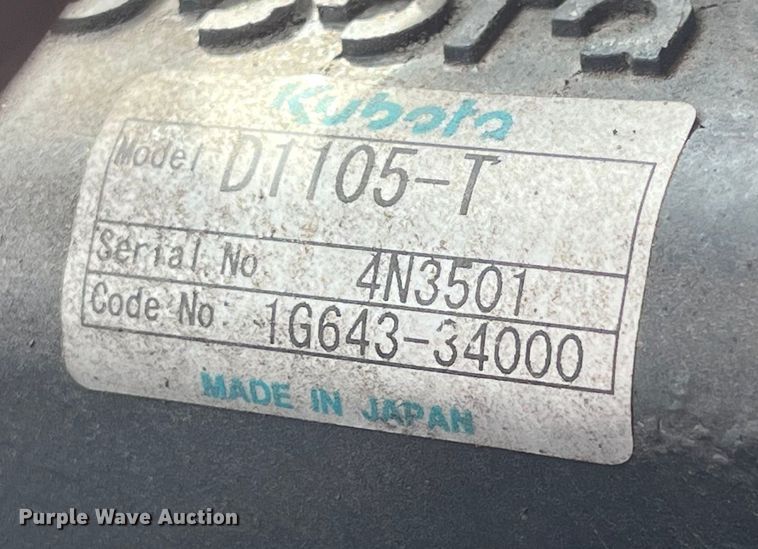 Kubota
Model D1105-T
Serial No. 4N3501
Code No. 1G643-34000
MADE IN JAPAN
Purple Wave Auction